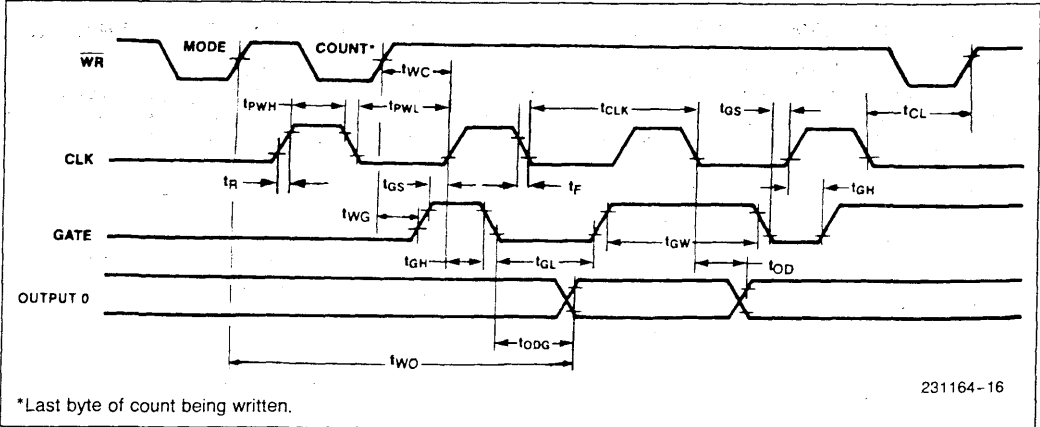 MODE
COUNT*
WR
tWC
tPWH
tPWL
tCLK
tGS
tCL
CLK
tR
tGS
tF
tGH
tWG
GATE
tGH
tGL
tGW
tOD
OUTPUT 0
tODG
tWO
231164-16
*Last byte of count being written.